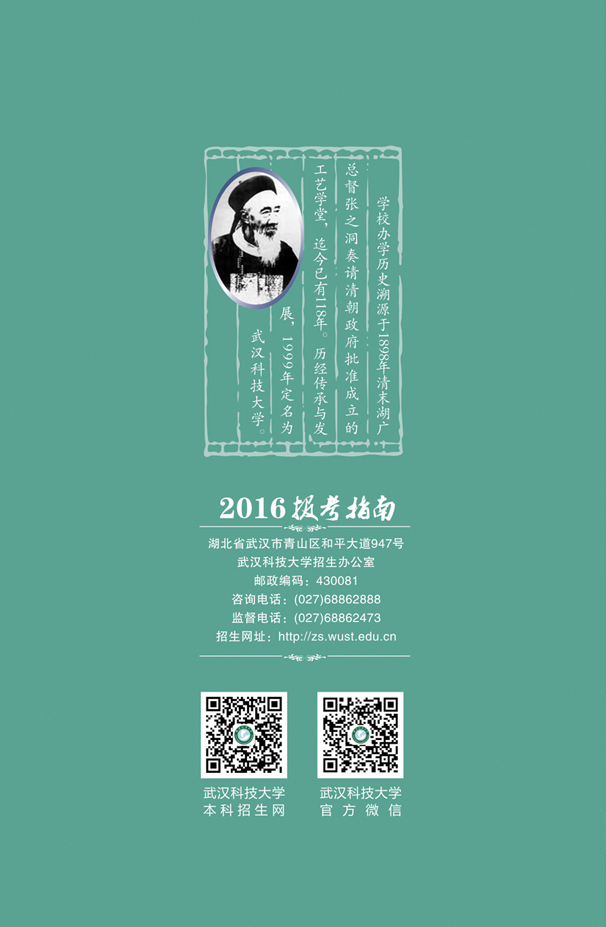 学校办学历史溯源于1898年清末湖广
总督张之洞奏请清朝政府批准成立的
工艺学堂，迄今已有118年。历经传承与发
展，1999年定名为
武汉科技大学。
2016报考指南
湖北省武汉市青山区和平大道947号
武汉科技大学招生办公室
邮政编码：430081
咨询电话：(027)68862888
监督电话：(027)68862473
招生网址：http://zs.wust.edu.cn
武汉科技大学
本科招生网
武汉科技大学
官方微信